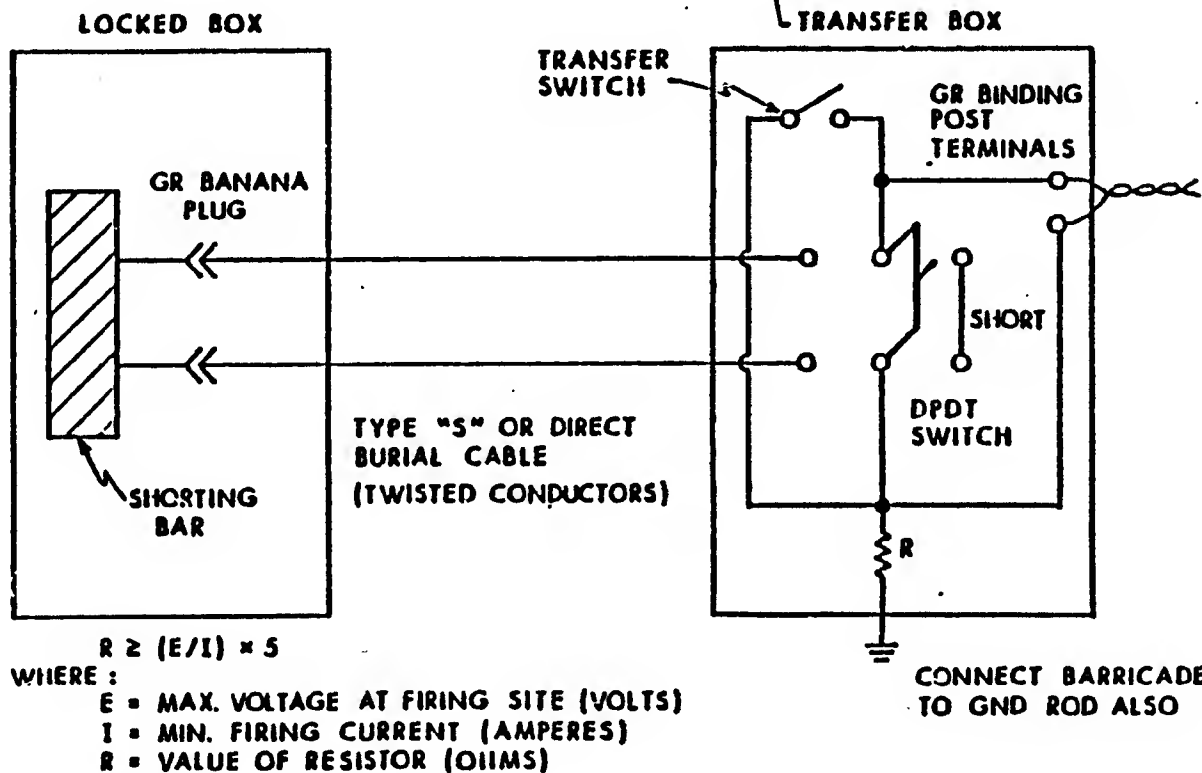 LOCKED BOX
TRANSFER BOX
TRANSFER
SWITCH
GR BINDING
POST
TERMINALS
GR BANANA
PLUG
SHORT
DPDT
SWITCH
TYPE "S" OR DIRECT
BURIAL CABLE
(TWISTED CONDUCTORS)
SHORTING
BAR
R
R ≥ (E/I) × 5
WHERE :
E = MAX. VOLTAGE AT FIRING SITE (VOLTS)
I = MIN. FIRING CURRENT (AMPERES)
R = VALUE OF RESISTOR (OHMS)
CONNECT BARRICADE
TO GND ROD ALSO